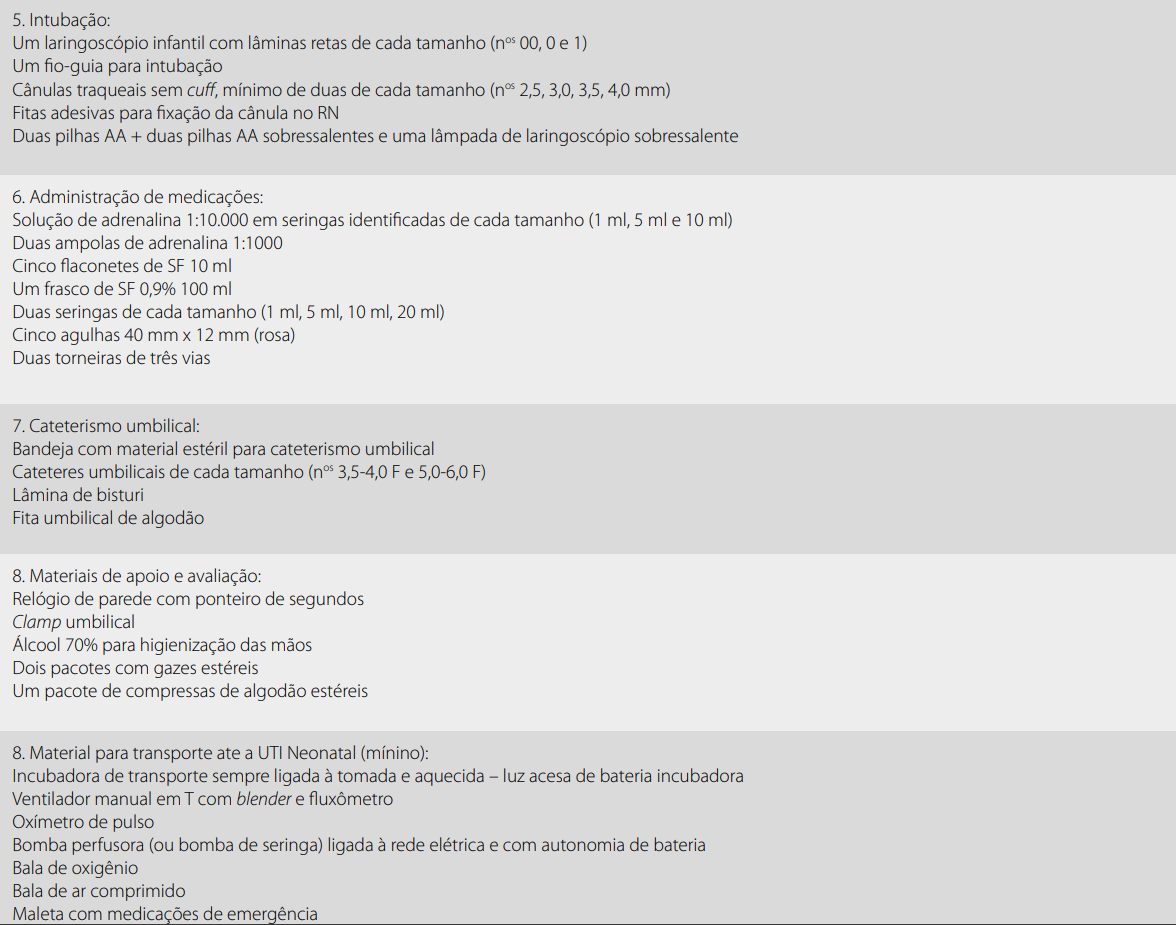 5. Intubação:
Um laringoscópio infantil com lâminas retas de cada tamanho (nos 00, 0 e 1)
Um fio-guia para intubação
Cânulas traqueais sem cuff, mínimo de duas de cada tamanho (nos 2,5, 3,0, 3,5, 4,0 mm)
Fitas adesivas para fixação da cânula no RN
Duas pilhas AA + duas pilhas AA sobressalentes e uma lâmpada de laringoscópio sobressalente
6. Administração de medicações:
Solução de adrenalina 1:10.000 em seringas identificadas de cada tamanho (1 ml, 5 ml e 10 ml)
Duas ampolas de adrenalina 1:1000
Cinco flaconetes de SF 10 ml
Um frasco de SF 0,9% 100 ml
Duas seringas de cada tamanho (1 ml, 5 ml, 10 ml, 20 ml)
Cinco agulhas 40 mm x 12 mm (rosa)
Duas torneiras de três vias
7. Cateterismo umbilical:
Bandeja com material estéril para cateterismo umbilical
Cateteres umbilicais de cada tamanho (nos 3,5-4,0 F e 5,0-6,0 F)
Lâmina de bisturi
Fita umbilical de algodão
8. Materiais de apoio e avaliação:
Relógio de parede com ponteiro de segundos
Clamp umbilical
Álcool 70% para higienização das mãos
Dois pacotes com gazes estéreis
Um pacote de compressas de algodão estéreis
8. Material para transporte ate a UTI Neonatal (mínino):
Incubadora de transporte sempre ligada à tomada e aquecida – luz acesa de bateria incubadora
Ventilador manual em T com blender e fluxômetro
Oxímetro de pulso
Bomba perfusora (ou bomba de seringa) ligada à rede elétrica e com autonomia de bateria
Bala de oxigênio
Bala de ar comprimido
Maleta com medicações de emergência